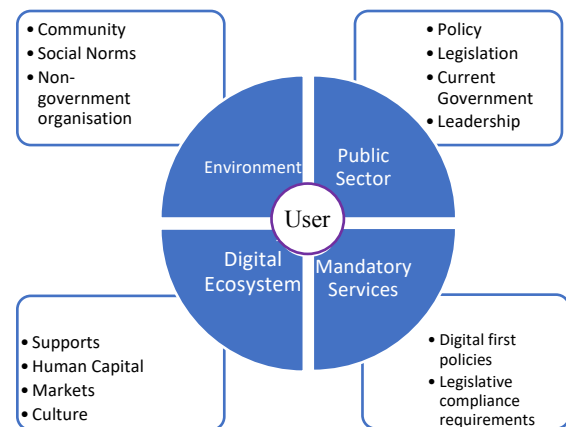 • Community
• Social Norms
• Non-
government
organisation
• Policy
• Legislation
• Current
Government
• Leadership
Environment
Public
Sector
User
Digital
Ecosystem
Mandatory
Services
• Supports
• Human Capital
• Markets
• Culture
• Digital first
policies
• Legislative
compliance
requirements